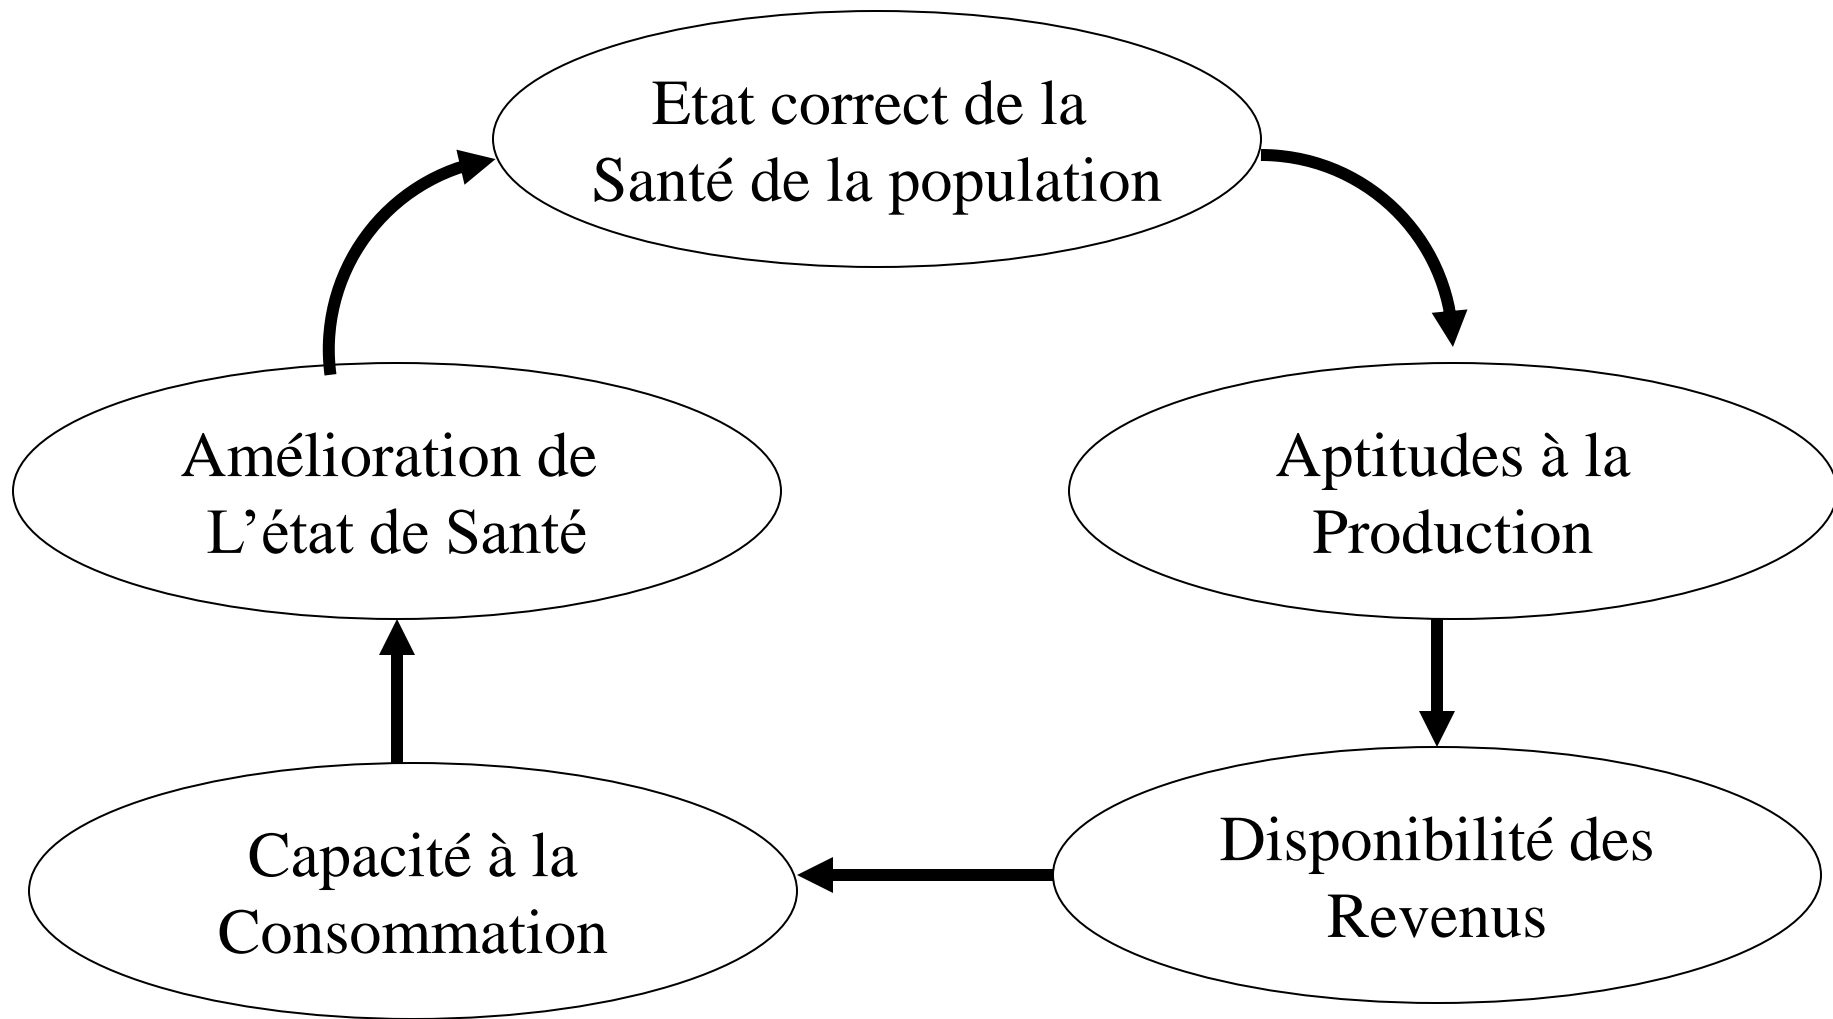 Etat correct de la
Santé de la population
Amélioration de
L’état de Santé
Aptitudes à la
Production
Capacité à la
Consommation
Disponibilité des
Revenus